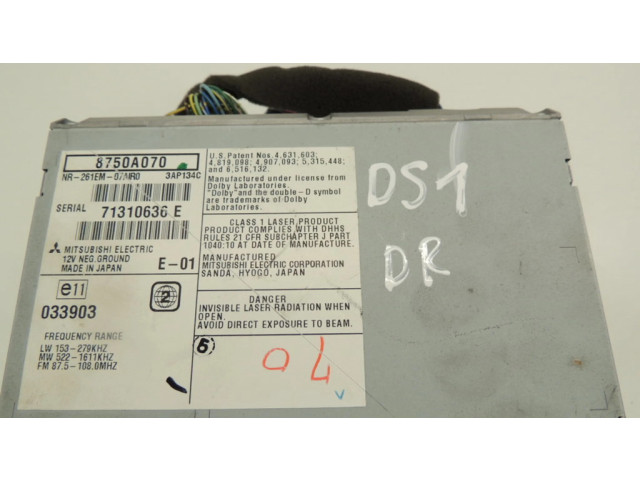 8750A070
NR-261EM-07MR0 3AP134C
SERIAL 71310636 E
MITSUBISHI ELECTRIC
12V NEG.GROUND
MADE IN JAPAN E-01
e11
2
033903
FREQUENCY RANGE
LW 153-279KHZ
MW 522-1611KHZ
FM 87.5-108.0MHZ
U.S.Patent Nos.4,631,603;
4,819,098; 4,907,093; 5,315,448;
and 6,516,132.
Manufactured under license from
Dolby Laboratories.
"Dolby" and the double-D symbol
are trademarks of Dolby
Laboratories.
CLASS 1 LASER PRODUCT
PRODUCT COMPLIES WITH DHHS
RULES 21 CFR SUBCHAPTER J PART
1040:10 AT DATE OF MANUFACTURE.
MANUFACTURED
MITSUBISHI ELECTRIC CORPORATION
SANDA, HYOGO, JAPAN
DANGER
INVISIBLE LASER RADIATION WHEN
OPEN.
AVOID DIRECT EXPOSURE TO BEAM.
04
DS1
DR